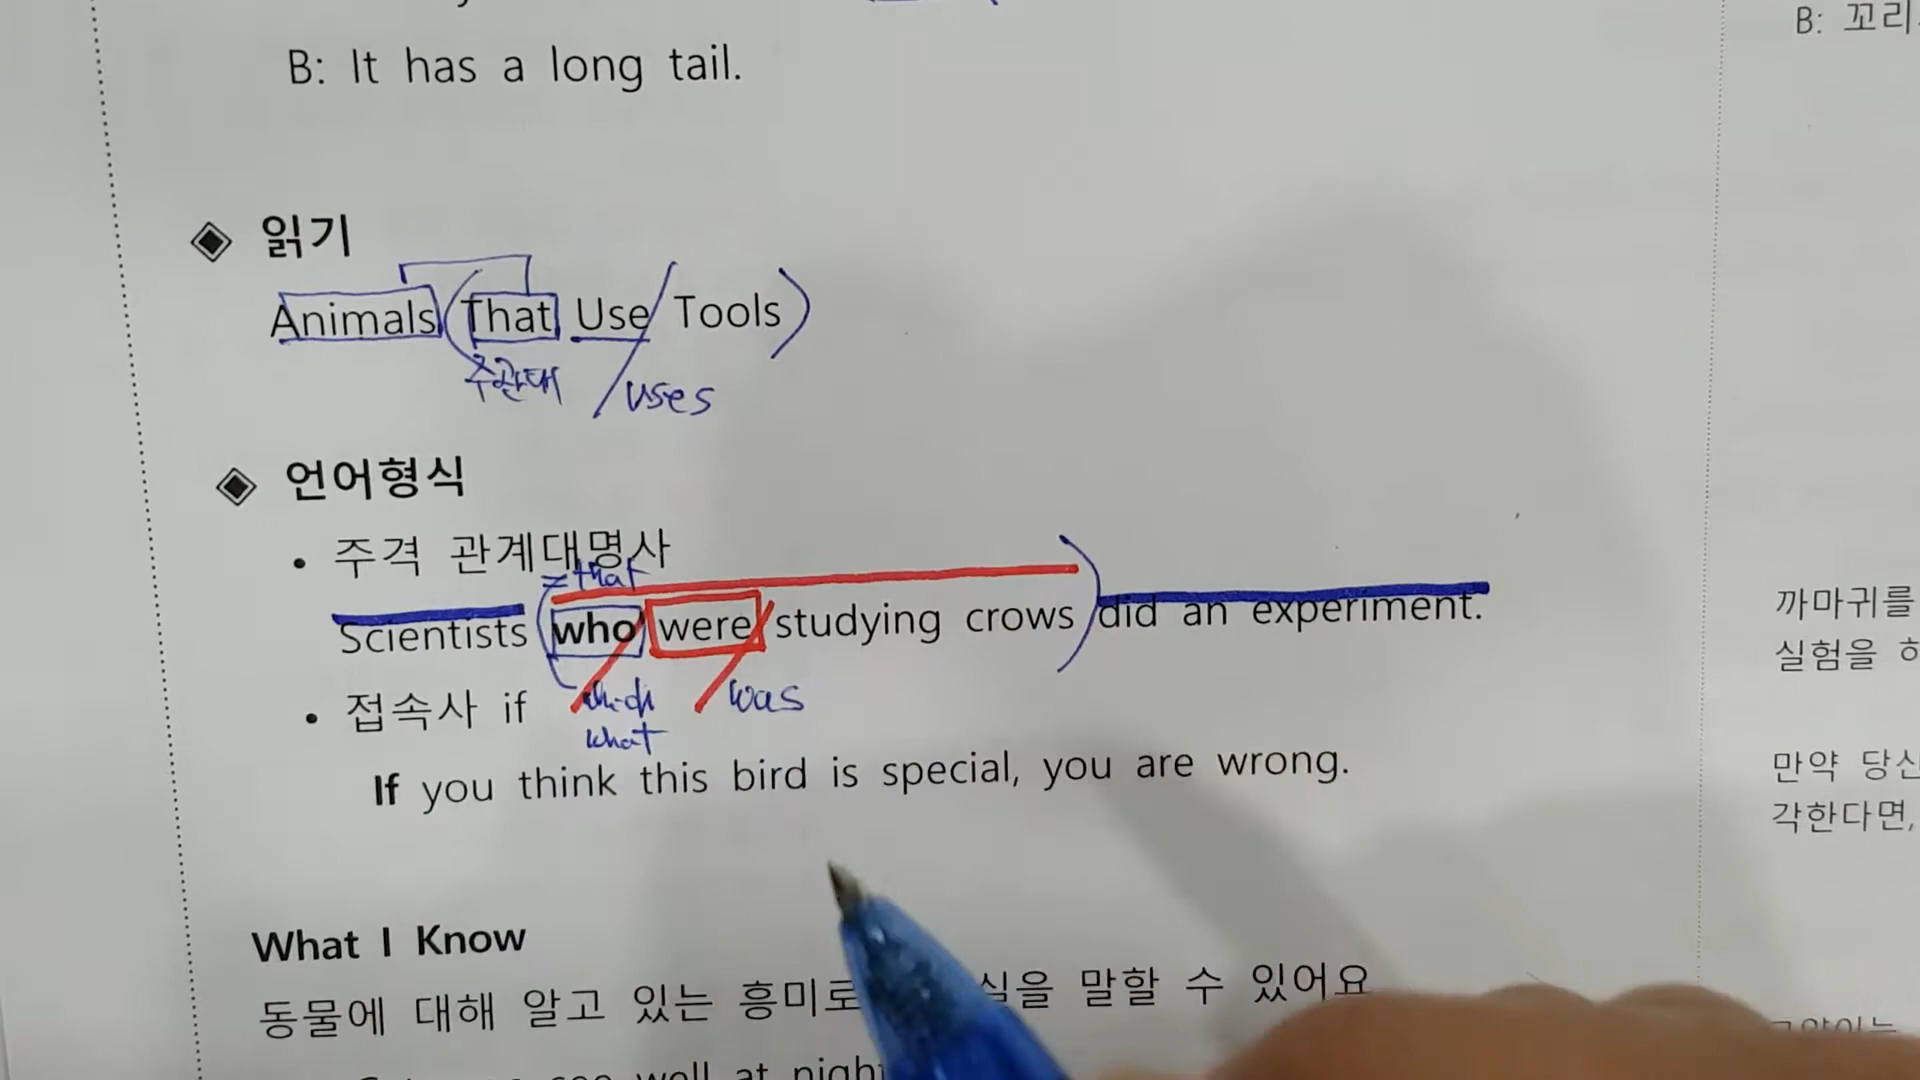 B: It has a long tail.
B: 꼬리
읽기
Animals That Use Tools
주관대 uses
언어형식
• 주격 관계대명사
= that
Scientists who were studying crows did an experiment.
which was
what
• 접속사 if
If you think this bird is special, you are wrong.
What I Know
동물에 대해 알고 있는 흥미로 실을 말할 수 있어요
well at nigh
까마귀를
실험을
만약 당신
각한다면,